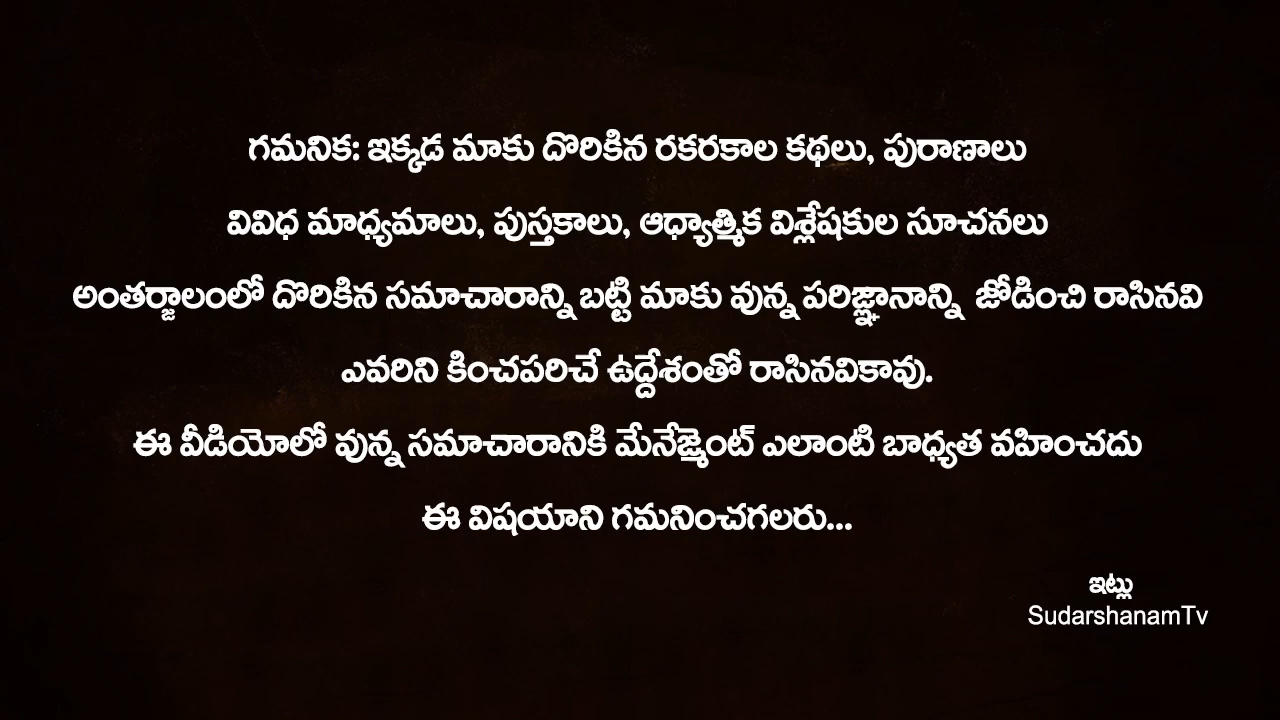 గమనిక: ఇక్కడ మాకు దొరికిన రకరకాల కథలు, పురాణాలు
వివిధ మాధ్యమాలు, పుస్తకాలు, ఆధ్యాత్మిక విశ్లేషకుల సూచనలు
అంతర్జాలంలో దొరికిన సమాచారాన్ని బట్టి మాకు వున్న పరిజ్ఞానాన్ని జోడించి రాసినవి
ఎవరిని కించపరిచే ఉద్దేశంతో రాసినవికావు.
ఈ వీడియోలో వున్న సమాచారానికి మేనేజ్మెంట్ ఎలాంటి బాధ్యత వహించదు
ఈ విషయాని గమనించగలరు...
ఇట్లు
SudarshanamTv